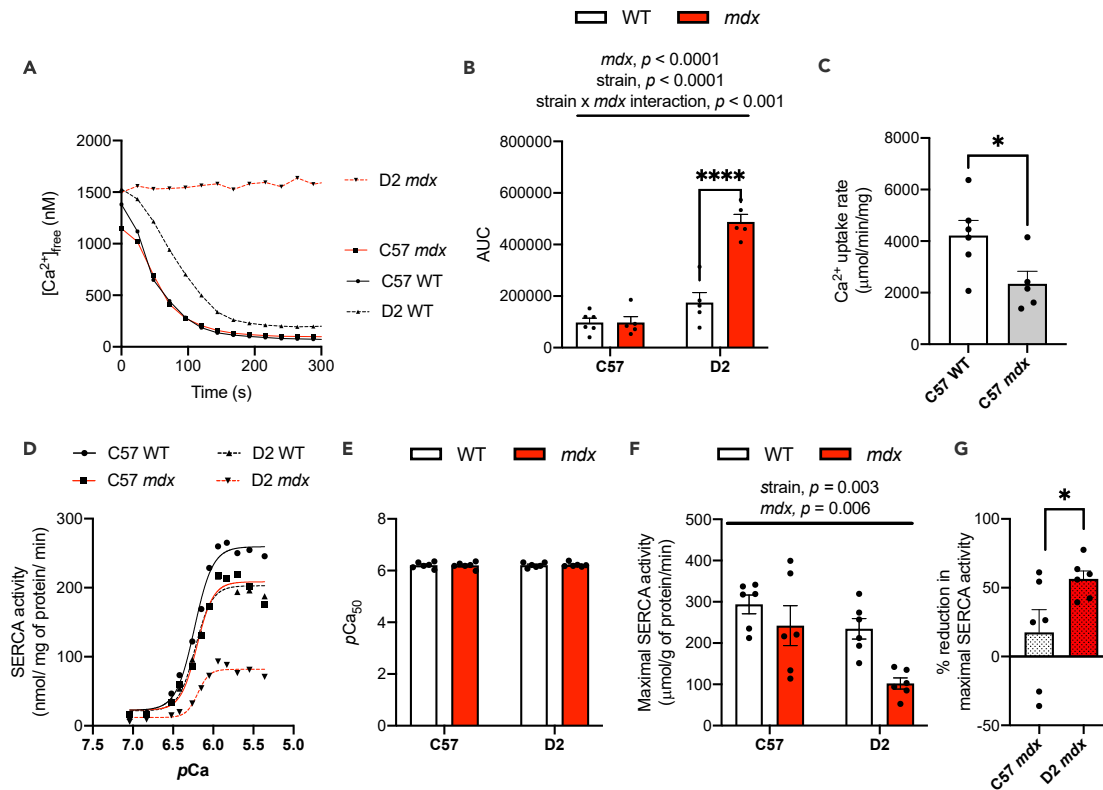 WT mdx
A
2000
1500
1000
500
0
[Ca²⁺]free (nM)
0 100 200 300
Time (s)
D2 mdx
C57 mdx
C57 WT
D2 WT
B
mdx, p < 0.0001
strain, p < 0.0001
strain x mdx interaction, p < 0.001
800000
600000
400000
200000
0
AUC
****
C57 D2
C
8000
6000
4000
2000
0
Ca²⁺ uptake rate
(μmol/min/mg)
*
C57 WT
C57 mdx
D
C57 WT D2 WT
C57 mdx D2 mdx
300
200
100
0
SERCA activity
(nmol/ mg of protein/ min)
7.5 7.0 6.5 6.0 5.5 5.0
pCa
E
WT mdx
8
6
4
2
0
pCa₅₀
C57 D2
F
WT mdx
strain, p = 0.003
mdx, p = 0.006
500
400
300
200
100
0
Maximal SERCA activity
(μmol/g of protein/min)
C57 D2
G
*
100
50
0
-50
% reduction in
maximal SERCA activity
C57 mdx
D2 mdx